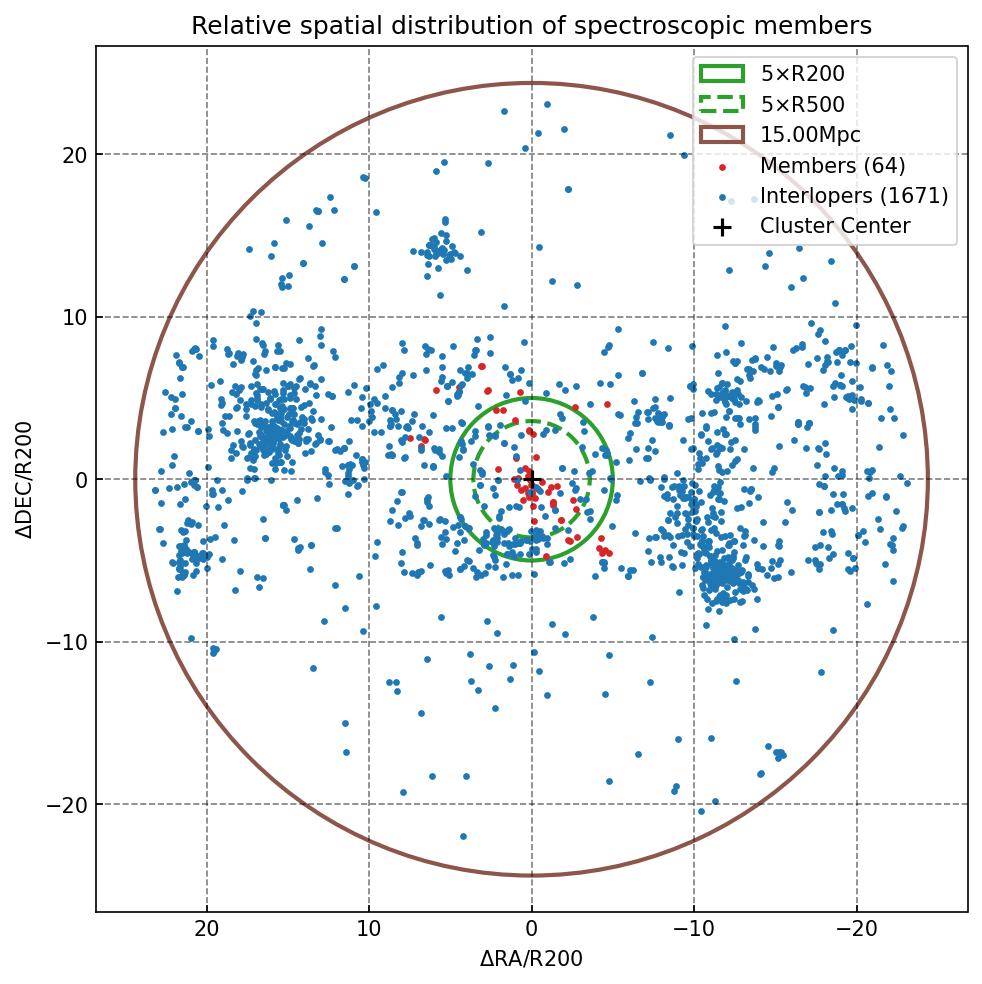 Relative spatial distribution of spectroscopic members
5×R200
5×R500
15.00Mpc
Members (64)
Interlopers (1671)
Cluster Center
20
10
0
−10
−20
ΔDEC/R200
20
10
0
−10
−20
ΔRA/R200